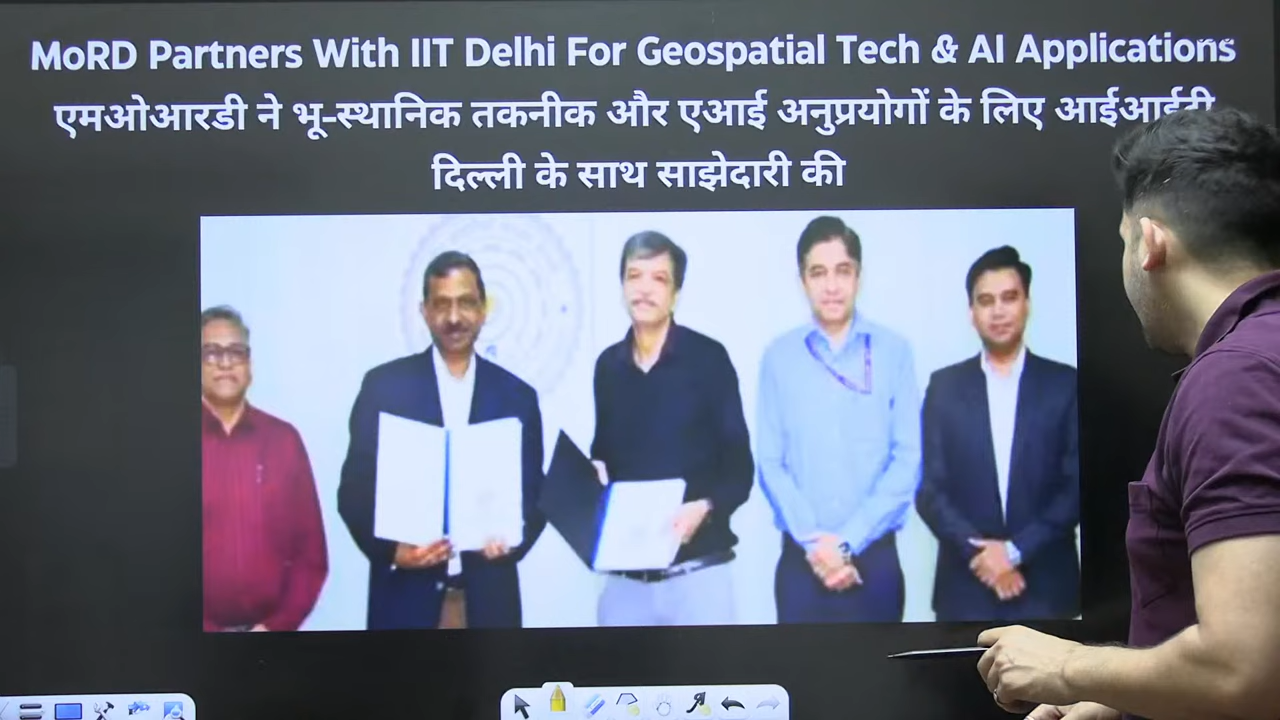 MoRD Partners With IIT Delhi For Geospatial Tech & AI Applications
एमओआरडी ने भू-स्थानिक तकनीक और एआई अनुप्रयोगों के लिए आईआईटी
दिल्ली के साथ साझेदारी की